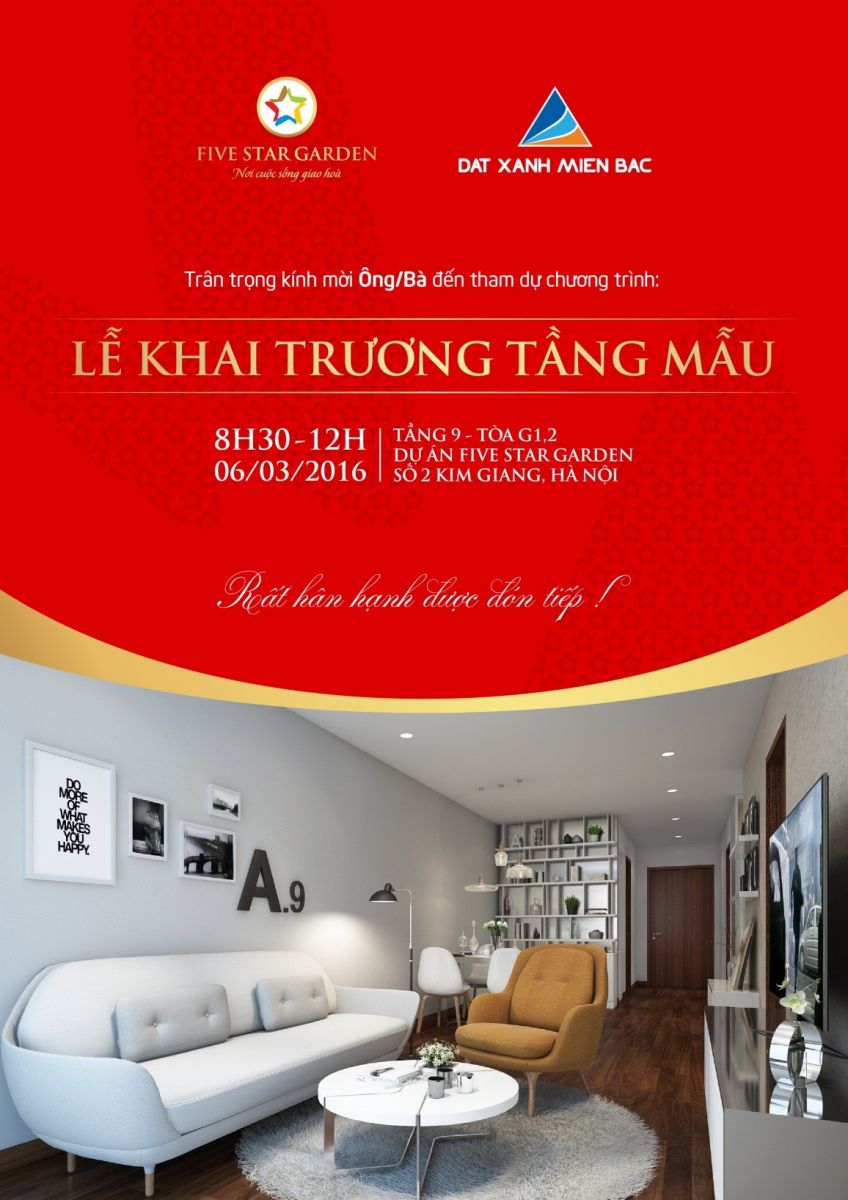 FIVE STAR GARDEN
Nơi cuộc sống giao hoà
DAT XANH MIEN BAC
Trân trọng kính mời Ông/Bà đến tham dự chương trình:
LỄ KHAI TRƯƠNG TẦNG MẪU
8H30-12H
06/03/2016
TẦNG 9 - TÒA G1,2
DỰ ÁN FIVE STAR GARDEN
SỐ 2 KIM GIANG, HÀ NỘI
Rất hân hạnh được đón tiếp !
DO
MORE
OF
WHAT
MAKES
YOU
HAPPY.
A.9